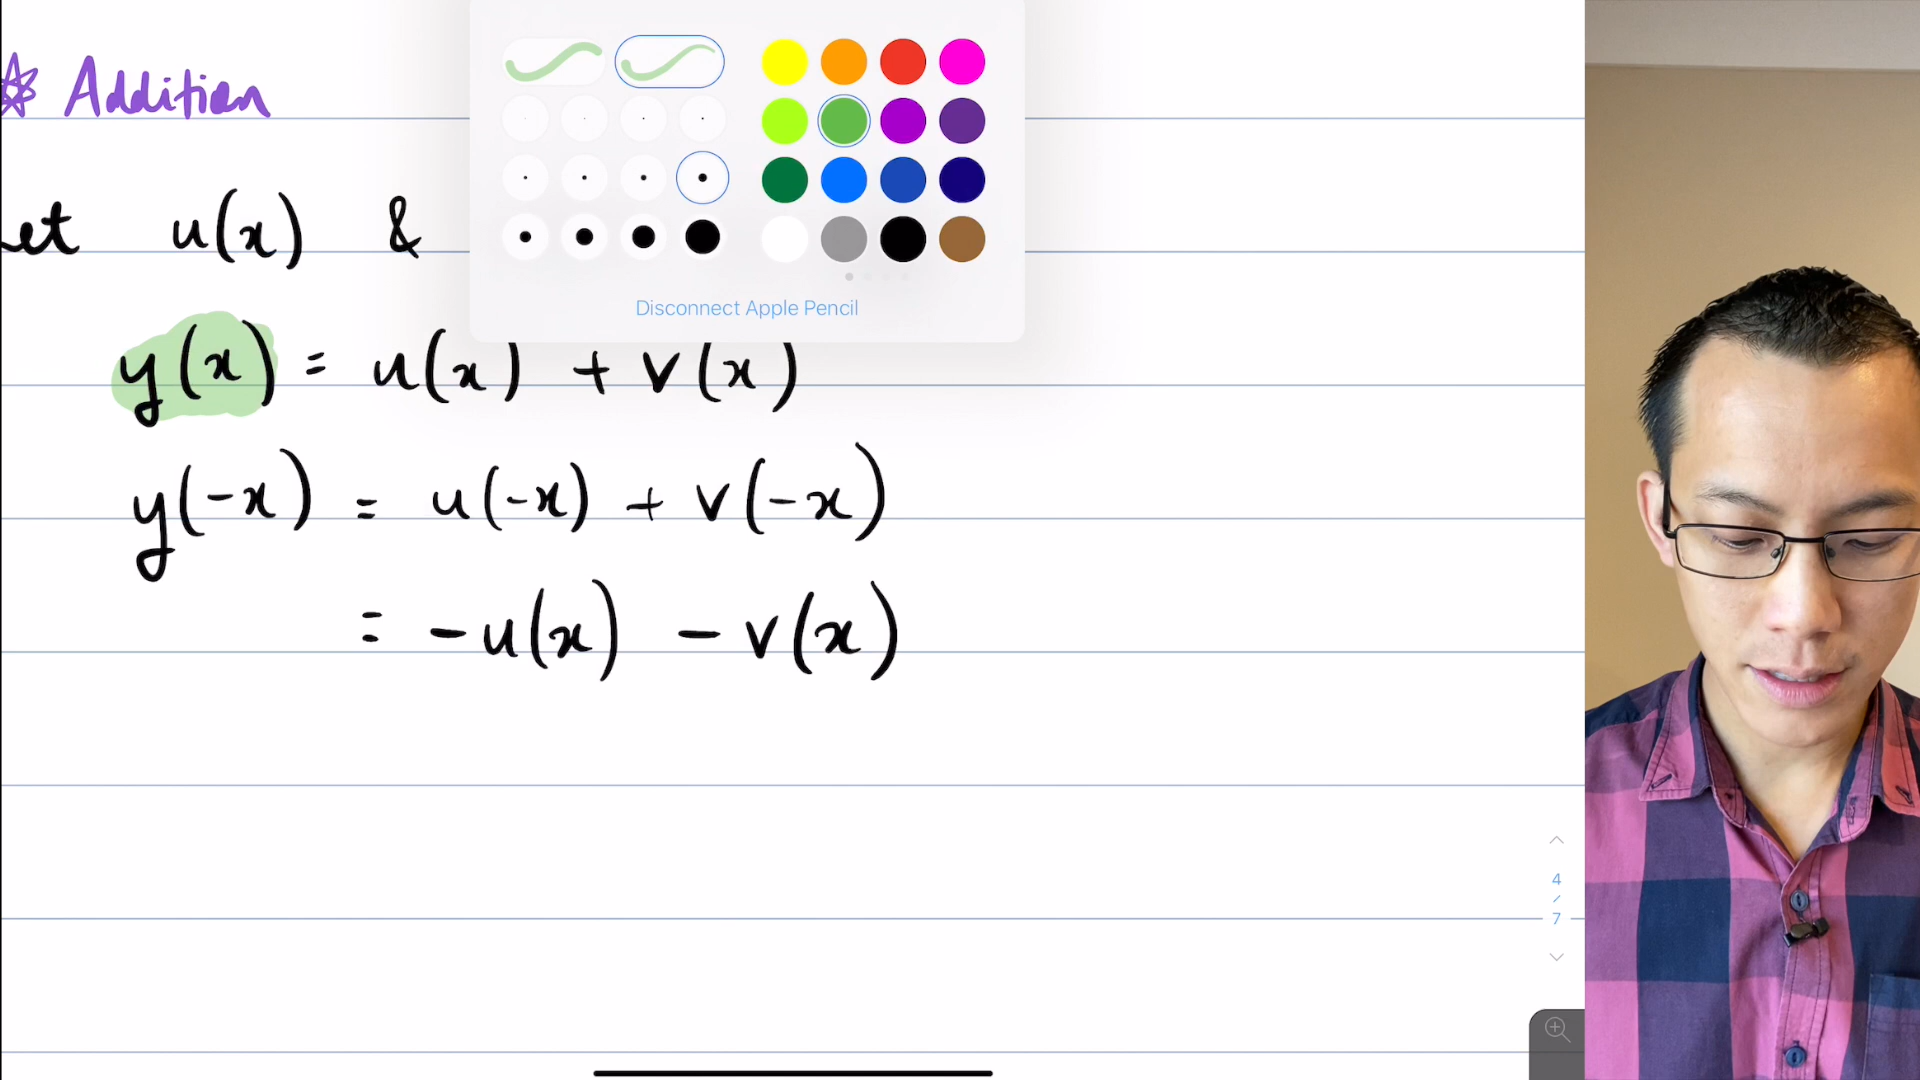 Addition
et u(x) &
Disconnect Apple Pencil
y(x) = u(x) + v(x)
y(-x) = u(-x) + v(-x)
= -u(x) - v(x)
4
7